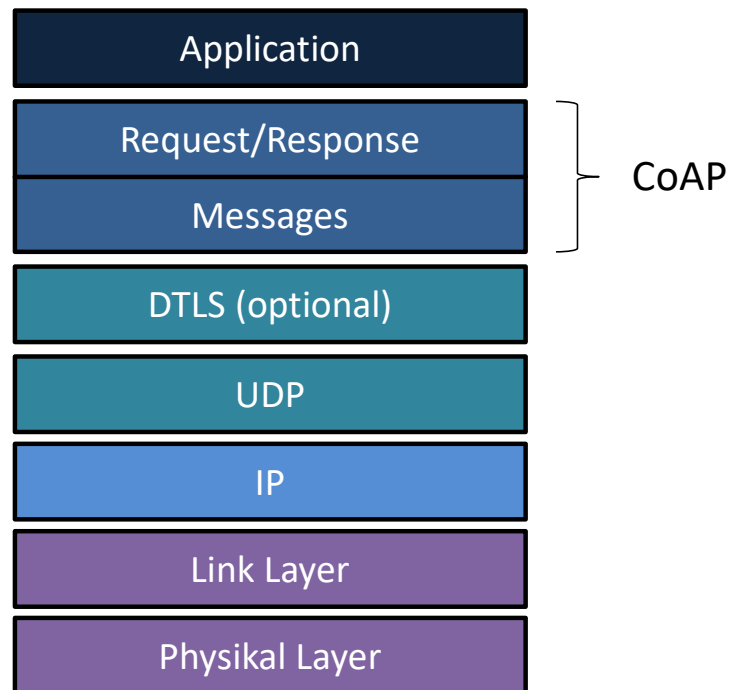 Application
Request/Response
CoAP
Messages
DTLS (optional)
UDP
IP
Link Layer
Physikal Layer